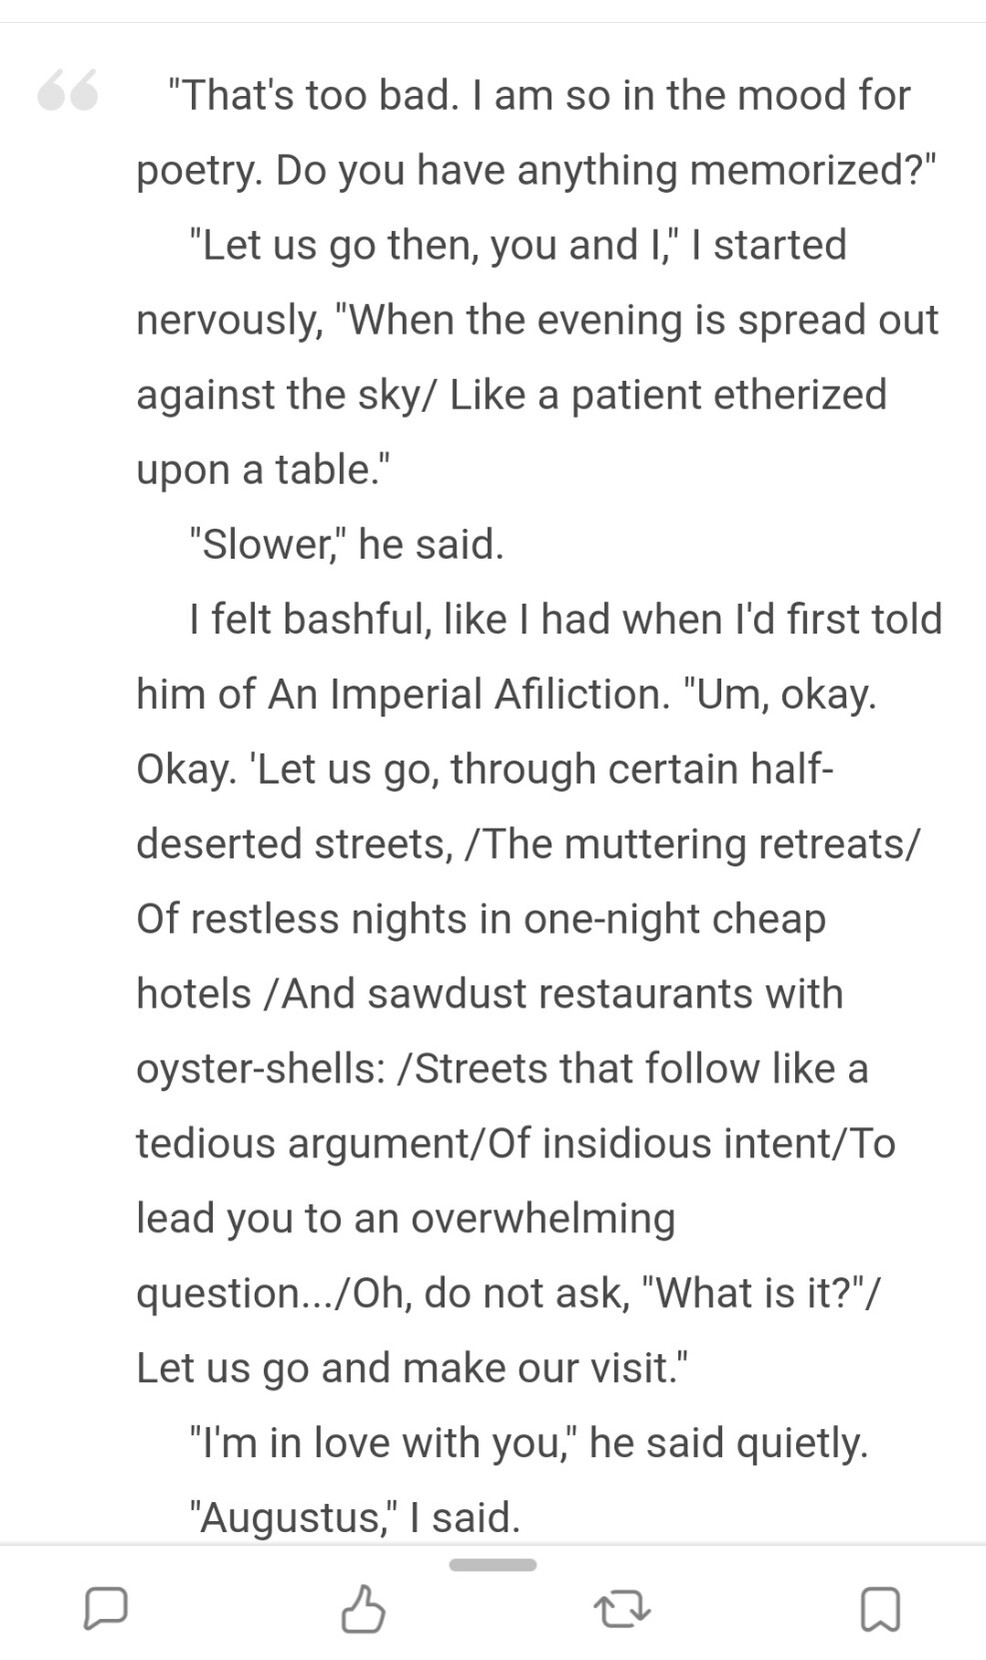 "That's too bad. I am so in the mood for
poetry. Do you have anything memorized?"
"Let us go then, you and I," I started
nervously, "When the evening is spread out
against the sky/ Like a patient etherized
upon a table."
"Slower," he said.
I felt bashful, like I had when I'd first told
him of An Imperial Afiliction. "Um, okay.
Okay. 'Let us go, through certain half-
deserted streets, /The muttering retreats/
Of restless nights in one-night cheap
hotels /And sawdust restaurants with
oyster-shells: /Streets that follow like a
tedious argument/Of insidious intent/To
lead you to an overwhelming
question.../Oh, do not ask, "What is it?"/
Let us go and make our visit."
"I'm in love with you," he said quietly.
"Augustus," I said.